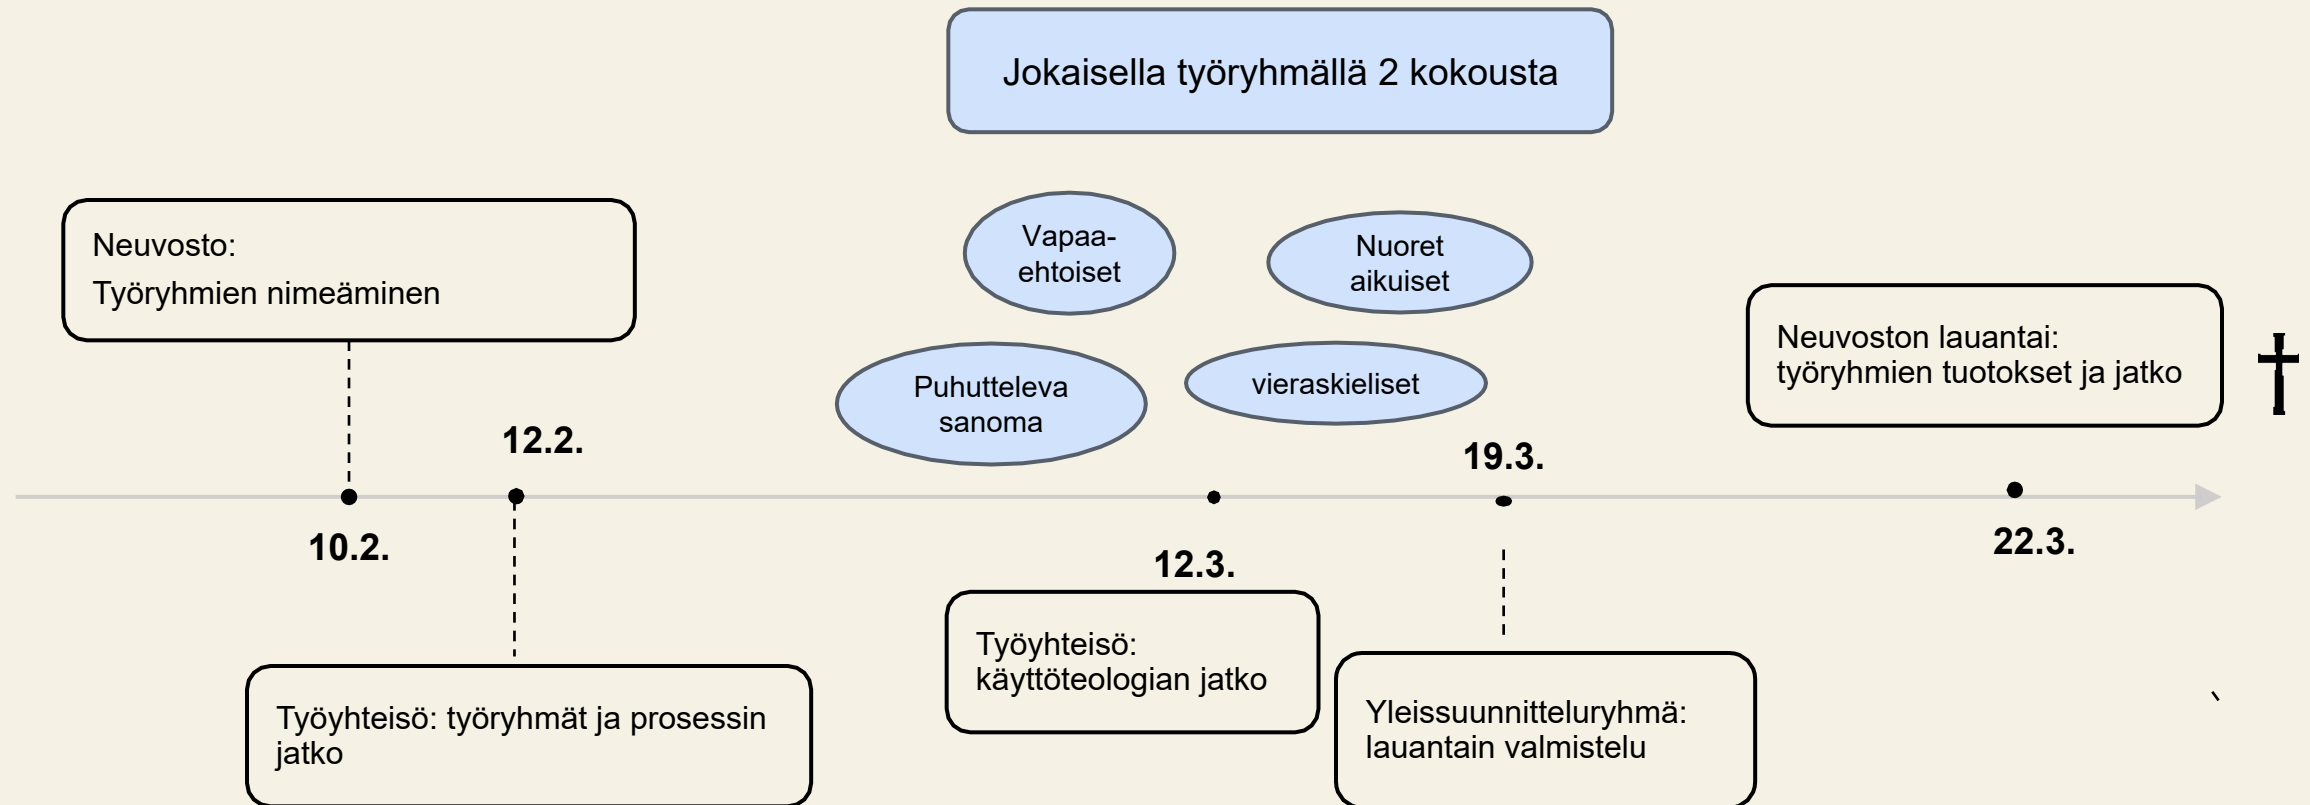 Jokaisella työryhmällä 2 kokousta
Neuvosto:
Työryhmien nimeäminen
Vapaa-
ehtoiset
Nuoret
aikuiset
Puhutteleva
sanoma
vieraskieliset
Neuvoston lauantai:
työryhmien tuotokset ja jatko
12.2.
19.3.
10.2.
12.3.
22.3.
Työyhteisö: työryhmät ja prosessin
jatko
Työyhteisö:
käyttöteologian jatko
Yleissuunnitteluryhmä:
lauantain valmistelu